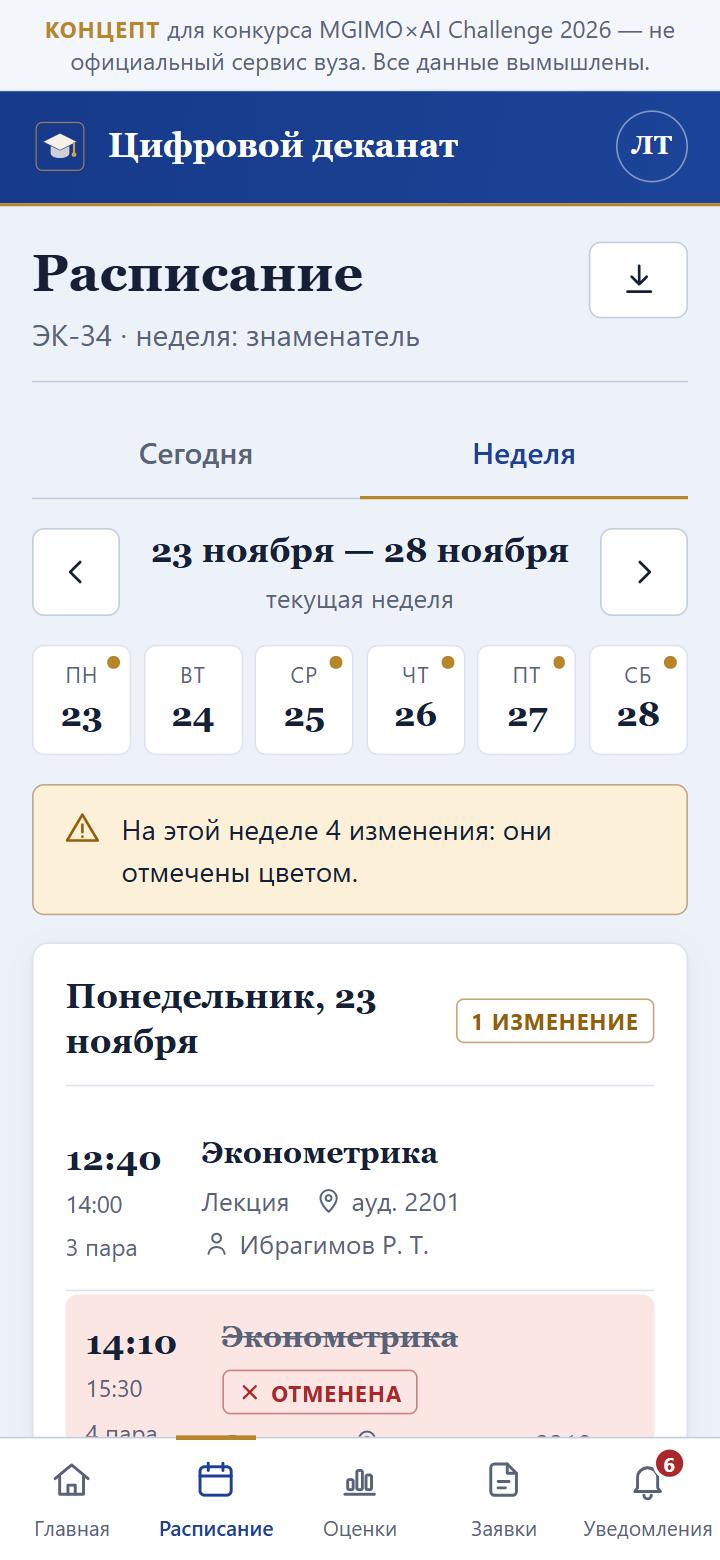 КОНЦЕПТ для конкурса MGIMO×AI Challenge 2026 — не
официальный сервис вуза. Все данные вымышлены.
Цифровой деканат
ЛТ
Расписание
ЭК-34 · неделя: знаменатель
Сегодня
Неделя
23 ноября — 28 ноября
текущая неделя
ПН ВТ СР ЧТ ПТ СБ
23 24 25 26 27 28
На этой неделе 4 изменения: они
отмечены цветом.
Понедельник, 23
ноября
1 ИЗМЕНЕНИЕ
12:40
14:00
3 пара
Эконометрика
Лекция ауд. 2201
Ибрагимов Р. Т.
14:10
15:30
4 пара
Эконометрика
ОТМЕНЕНА
6
Главная Расписание Оценки Заявки Уведомления